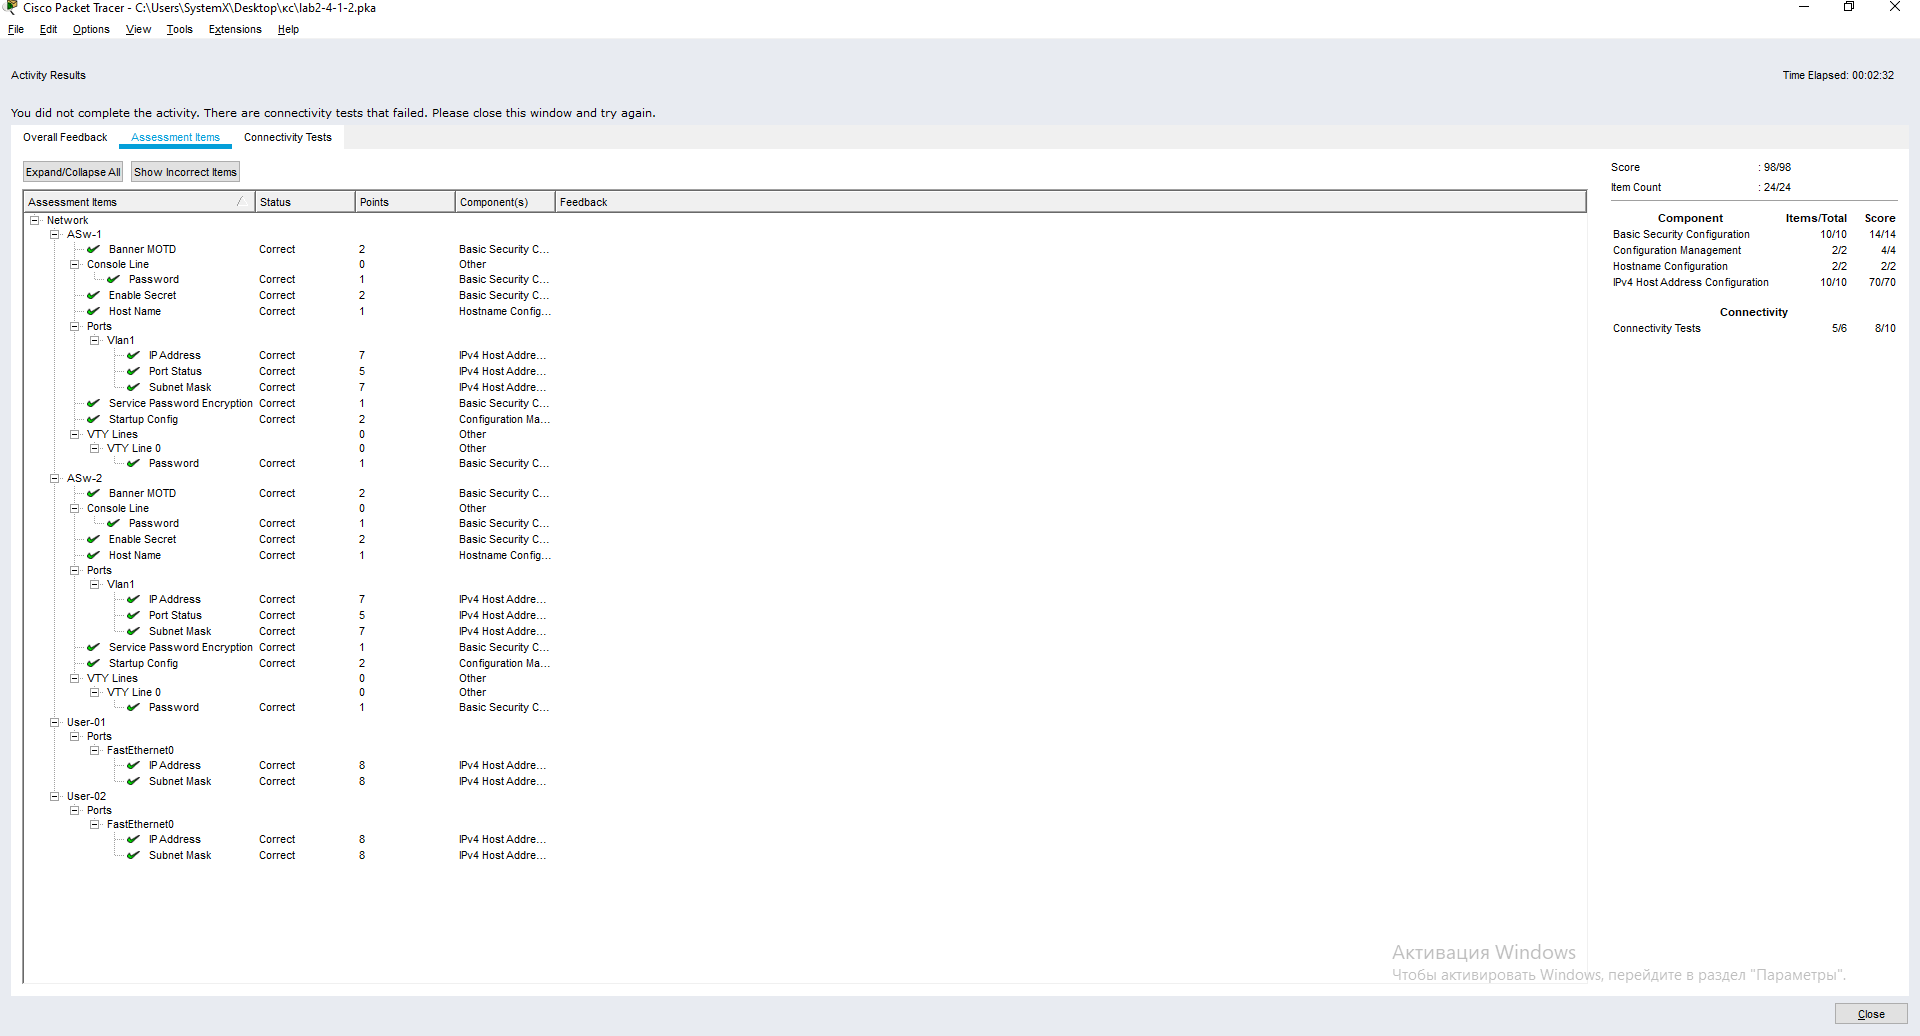 Cisco Packet Tracer - C:\Users\SystemX\Desktop\кс\lab2-4-1-2.pka
File Edit Options View Tools Extensions Help
Activity Results
Time Elapsed: 00:02:32
You did not complete the activity. There are connectivity tests that failed. Please close this window and try again.
Overall Feedback Assessment Items Connectivity Tests
Expand/Collapse All Show Incorrect Items
Assessment Items Status Points Component(s) Feedback
Network
ASw-1
Banner MOTD Correct 2 Basic Security C...
Console Line 0 Other
Password Correct 1 Basic Security C...
Enable Secret Correct 2 Basic Security C...
Host Name Correct 1 Hostname Config...
Ports
Vlan1
IP Address Correct 7 IPv4 Host Addre...
Port Status Correct 5 IPv4 Host Addre...
Subnet Mask Correct 7 IPv4 Host Addre...
Service Password Encryption Correct 1 Basic Security C...
Startup Config Correct 2 Configuration Ma...
VTY Lines 0 Other
VTY Line 0 0 Other
Password Correct 1 Basic Security C...
ASw-2
Banner MOTD Correct 2 Basic Security C...
Console Line 0 Other
Password Correct 1 Basic Security C...
Enable Secret Correct 2 Basic Security C...
Host Name Correct 1 Hostname Config...
Ports
Vlan1
IP Address Correct 7 IPv4 Host Addre...
Port Status Correct 5 IPv4 Host Addre...
Subnet Mask Correct 7 IPv4 Host Addre...
Service Password Encryption Correct 1 Basic Security C...
Startup Config Correct 2 Configuration Ma...
VTY Lines 0 Other
VTY Line 0 0 Other
Password Correct 1 Basic Security C...
User-01
Ports
FastEthernet0
IP Address Correct 8 IPv4 Host Addre...
Subnet Mask Correct 8 IPv4 Host Addre...
User-02
Ports
FastEthernet0
IP Address Correct 8 IPv4 Host Addre...
Subnet Mask Correct 8 IPv4 Host Addre...
Score : 98/98
Item Count : 24/24
Component Items/Total Score
Basic Security Configuration 10/10 14/14
Configuration Management 2/2 4/4
Hostname Configuration 2/2 2/2
IPv4 Host Address Configuration 10/10 70/70
Connectivity
Connectivity Tests 5/6 8/10
Активация Windows
Чтобы активировать Windows, перейдите в раздел "Параметры".
Close